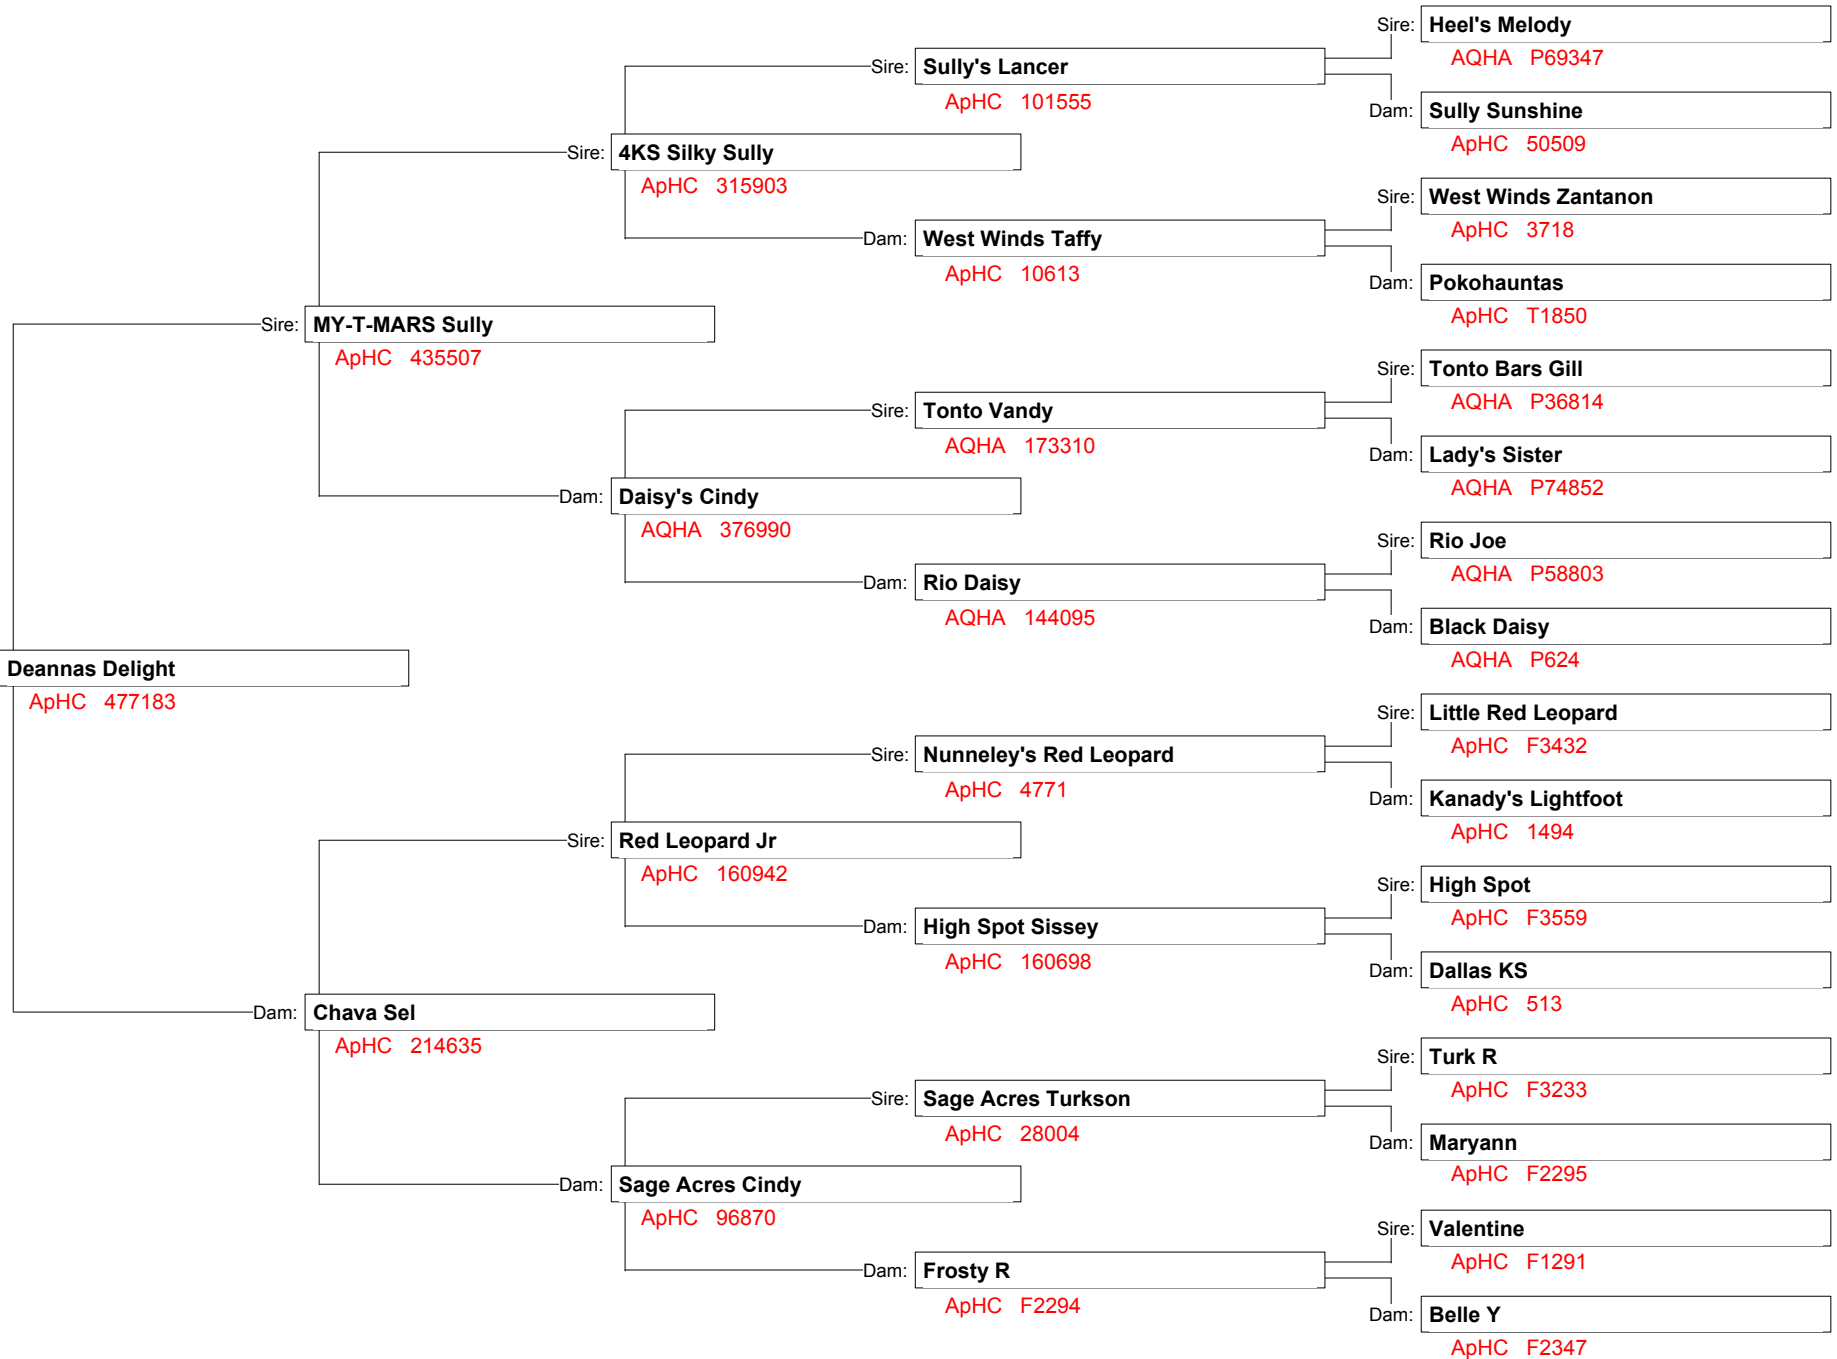 Sire: Heel's Melody
AQHA P69347
Sire: Sully's Lancer
ApHC 101555
Dam: Sully Sunshine
ApHC 50509
Sire: 4KS Silky Sully
ApHC 315903
Sire: West Winds Zantanon
ApHC 3718
Dam: West Winds Taffy
ApHC 10613
Dam: Pokohauntas
ApHC T1850
Sire: MY-T-MARS Sully
ApHC 435507
Sire: Tonto Bars Gill
AQHA P36814
Sire: Tonto Vandy
AQHA 173310
Dam: Lady's Sister
AQHA P74852
Dam: Daisy's Cindy
AQHA 376990
Sire: Rio Joe
AQHA P58803
Dam: Rio Daisy
AQHA 144095
Dam: Black Daisy
AQHA P624
Deannas Delight
ApHC 477183
Sire: Little Red Leopard
ApHC F3432
Sire: Nunneley's Red Leopard
ApHC 4771
Dam: Kanady's Lightfoot
ApHC 1494
Sire: Red Leopard Jr
ApHC 160942
Sire: High Spot
ApHC F3559
Dam: High Spot Sissey
ApHC 160698
Dam: Dallas KS
ApHC 513
Dam: Chava Sel
ApHC 214635
Sire: Turk R
ApHC F3233
Sire: Sage Acres Turkson
ApHC 28004
Dam: Maryann
ApHC F2295
Dam: Sage Acres Cindy
ApHC 96870
Sire: Valentine
ApHC F1291
Dam: Frosty R
ApHC F2294
Dam: Belle Y
ApHC F2347